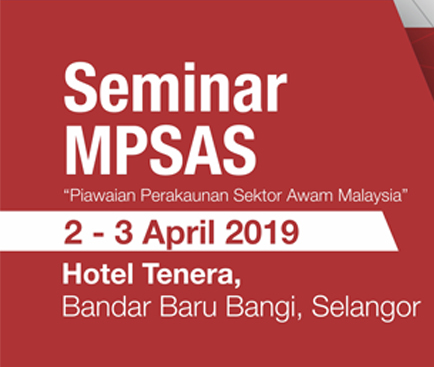 Seminar
MPSAS
“Piawaian Perakaunan Sektor Awam Malaysia”
2 - 3 April 2019
Hotel Tenera,
Bandar Baru Bangi, Selangor